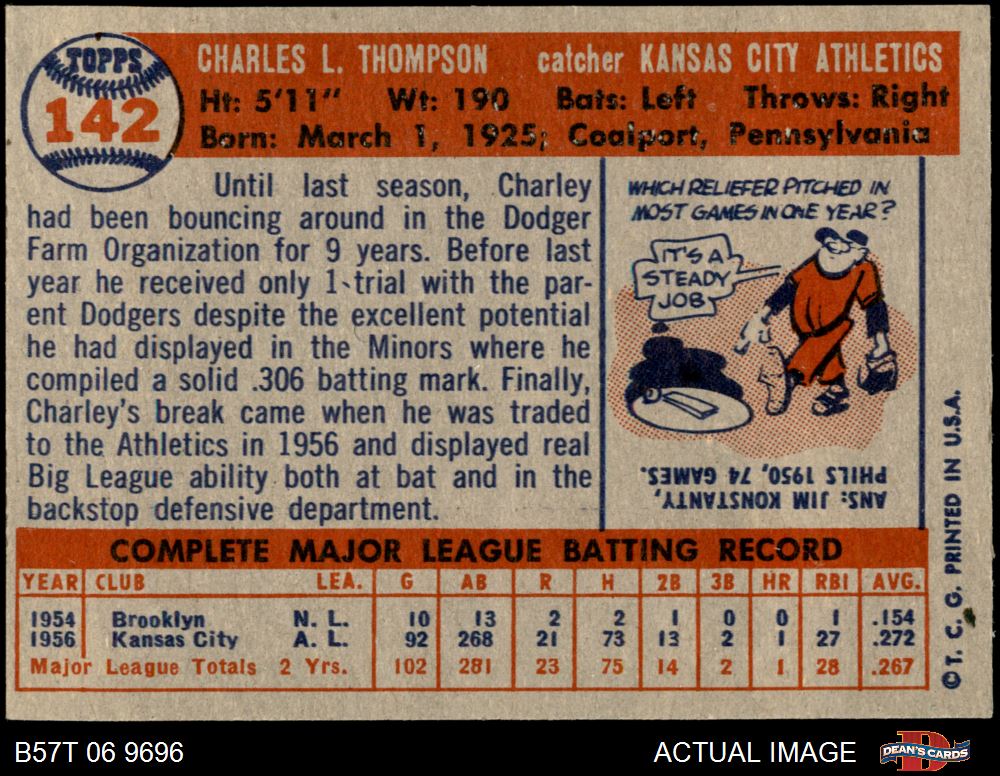 TOPPS
142
CHARLES L. THOMPSON catcher KANSAS CITY ATHLETICS
Ht: 5'11" Wt: 190 Bats: Left Throws: Right
Born: March 1, 1925; Coalport, Pennsylvania
Until last season, Charley
had been bouncing around in the Dodger
Farm Organization for 9 years. Before last
year he received only 1 trial with the par-
ent Dodgers despite the excellent potential
he had displayed in the Minors where he
compiled a solid .306 batting mark. Finally,
Charley's break came when he was traded
to the Athletics in 1956 and displayed real
Big League ability both at bat and in the
backstop defensive department.
WHICH RELIEFER PITCHED IN
MOST GAMES IN ONE YEAR?
IT'S A
STEADY
JOB
ANS: JIM KONSTANTY,
PHILS 1950, 74 GAMES.
© T. C. G. PRINTED IN U.S.A.
COMPLETE MAJOR LEAGUE BATTING RECORD
YEAR CLUB LEA. G AB R H 2B 3B HR RBI AVG.
1954 Brooklyn N. L. 10 13 2 2 1 0 0 1 .154
1956 Kansas City A. L. 92 268 21 73 13 2 1 27 .272
Major League Totals 2 Yrs. 102 281 23 75 14 2 1 28 .267
B57T 06 9696
ACTUAL IMAGE
DEAN'S CARDS